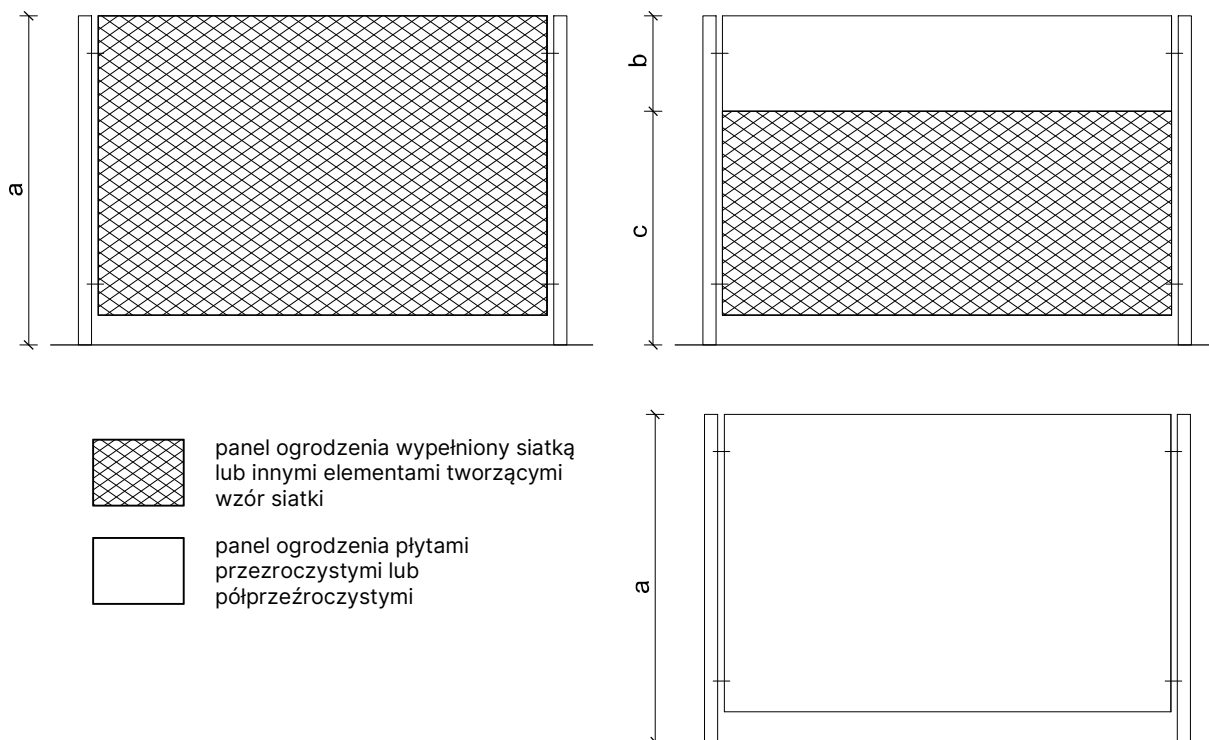 a
b
c
panel ogrodzenia wypełniony siatką
lub innymi elementami tworzącymi
wzór siatki
panel ogrodzenia płytami
przezroczystymi lub
półprzeźroczystymi
a